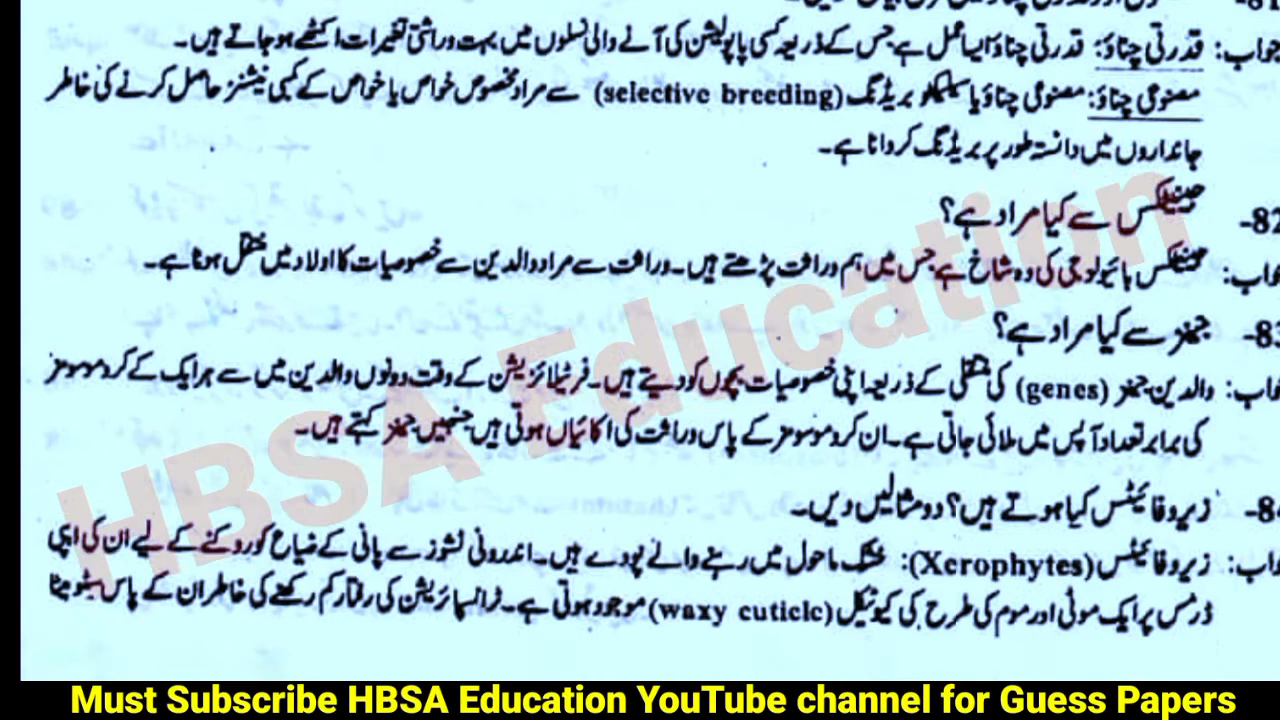 -81
جواب: قدرتی چناؤ: قدرتی چناؤ ایسا عمل ہے جس کے ذریعہ کسی پاپولیشن کی آنے والی نسلوں میں بہت وراثتی تغیرات اکٹھے ہو جاتے ہیں۔
مصنوعی چناؤ: مصنوعی چناؤ یا سلیکٹو بریڈنگ (selective breeding) سے مراد مخصوص خواص یا خواص کے کمبی نیشنز حاصل کرنے کی خاطر
جانداروں میں دانستہ طور پر بریڈنگ کروانا ہے۔
-82 جینیٹکس سے کیا مراد ہے؟
جواب: جینیٹکس بائیولوجی کی وہ شاخ ہے جس میں ہم وراثت پڑھتے ہیں۔ وراثت سے مراد والدین سے خصوصیات کا اولاد میں منتقل ہونا ہے۔
-83 جینز سے کیا مراد ہے؟
جواب: والدین جینز (genes) کی منتقلی کے ذریعہ اپنی خصوصیات بچوں کو دیتے ہیں۔ فرٹیلائزیشن کے وقت دونوں والدین میں سے ہر ایک کے کروموسومز
کی برابر تعداد آپس میں ملائی جاتی ہے۔ ان کروموسومز کے پاس وراثت کی اکائیاں ہوتی ہیں جنہیں جینز کہتے ہیں۔
-84 زیروفائیٹس کیا ہوتے ہیں؟ دو مثالیں دیں۔
جواب: زیروفائیٹس (Xerophytes): خشک ماحول میں رہنے والے پودے ہیں۔ اندرونی ٹشوز سے پانی کے ضیاع کو روکنے کے لیے ان کی ایپی
ڈرمس پر ایک موٹی اور موم کی طرح کی کیوٹیکل (waxy cuticle) موجود ہوتی ہے۔ ٹرانسپائریشن کی رفتار کم رکھنے کی خاطر ان کے پاس سٹومیٹا
HBSA Education
Must Subscribe HBSA Education YouTube channel for Guess Papers